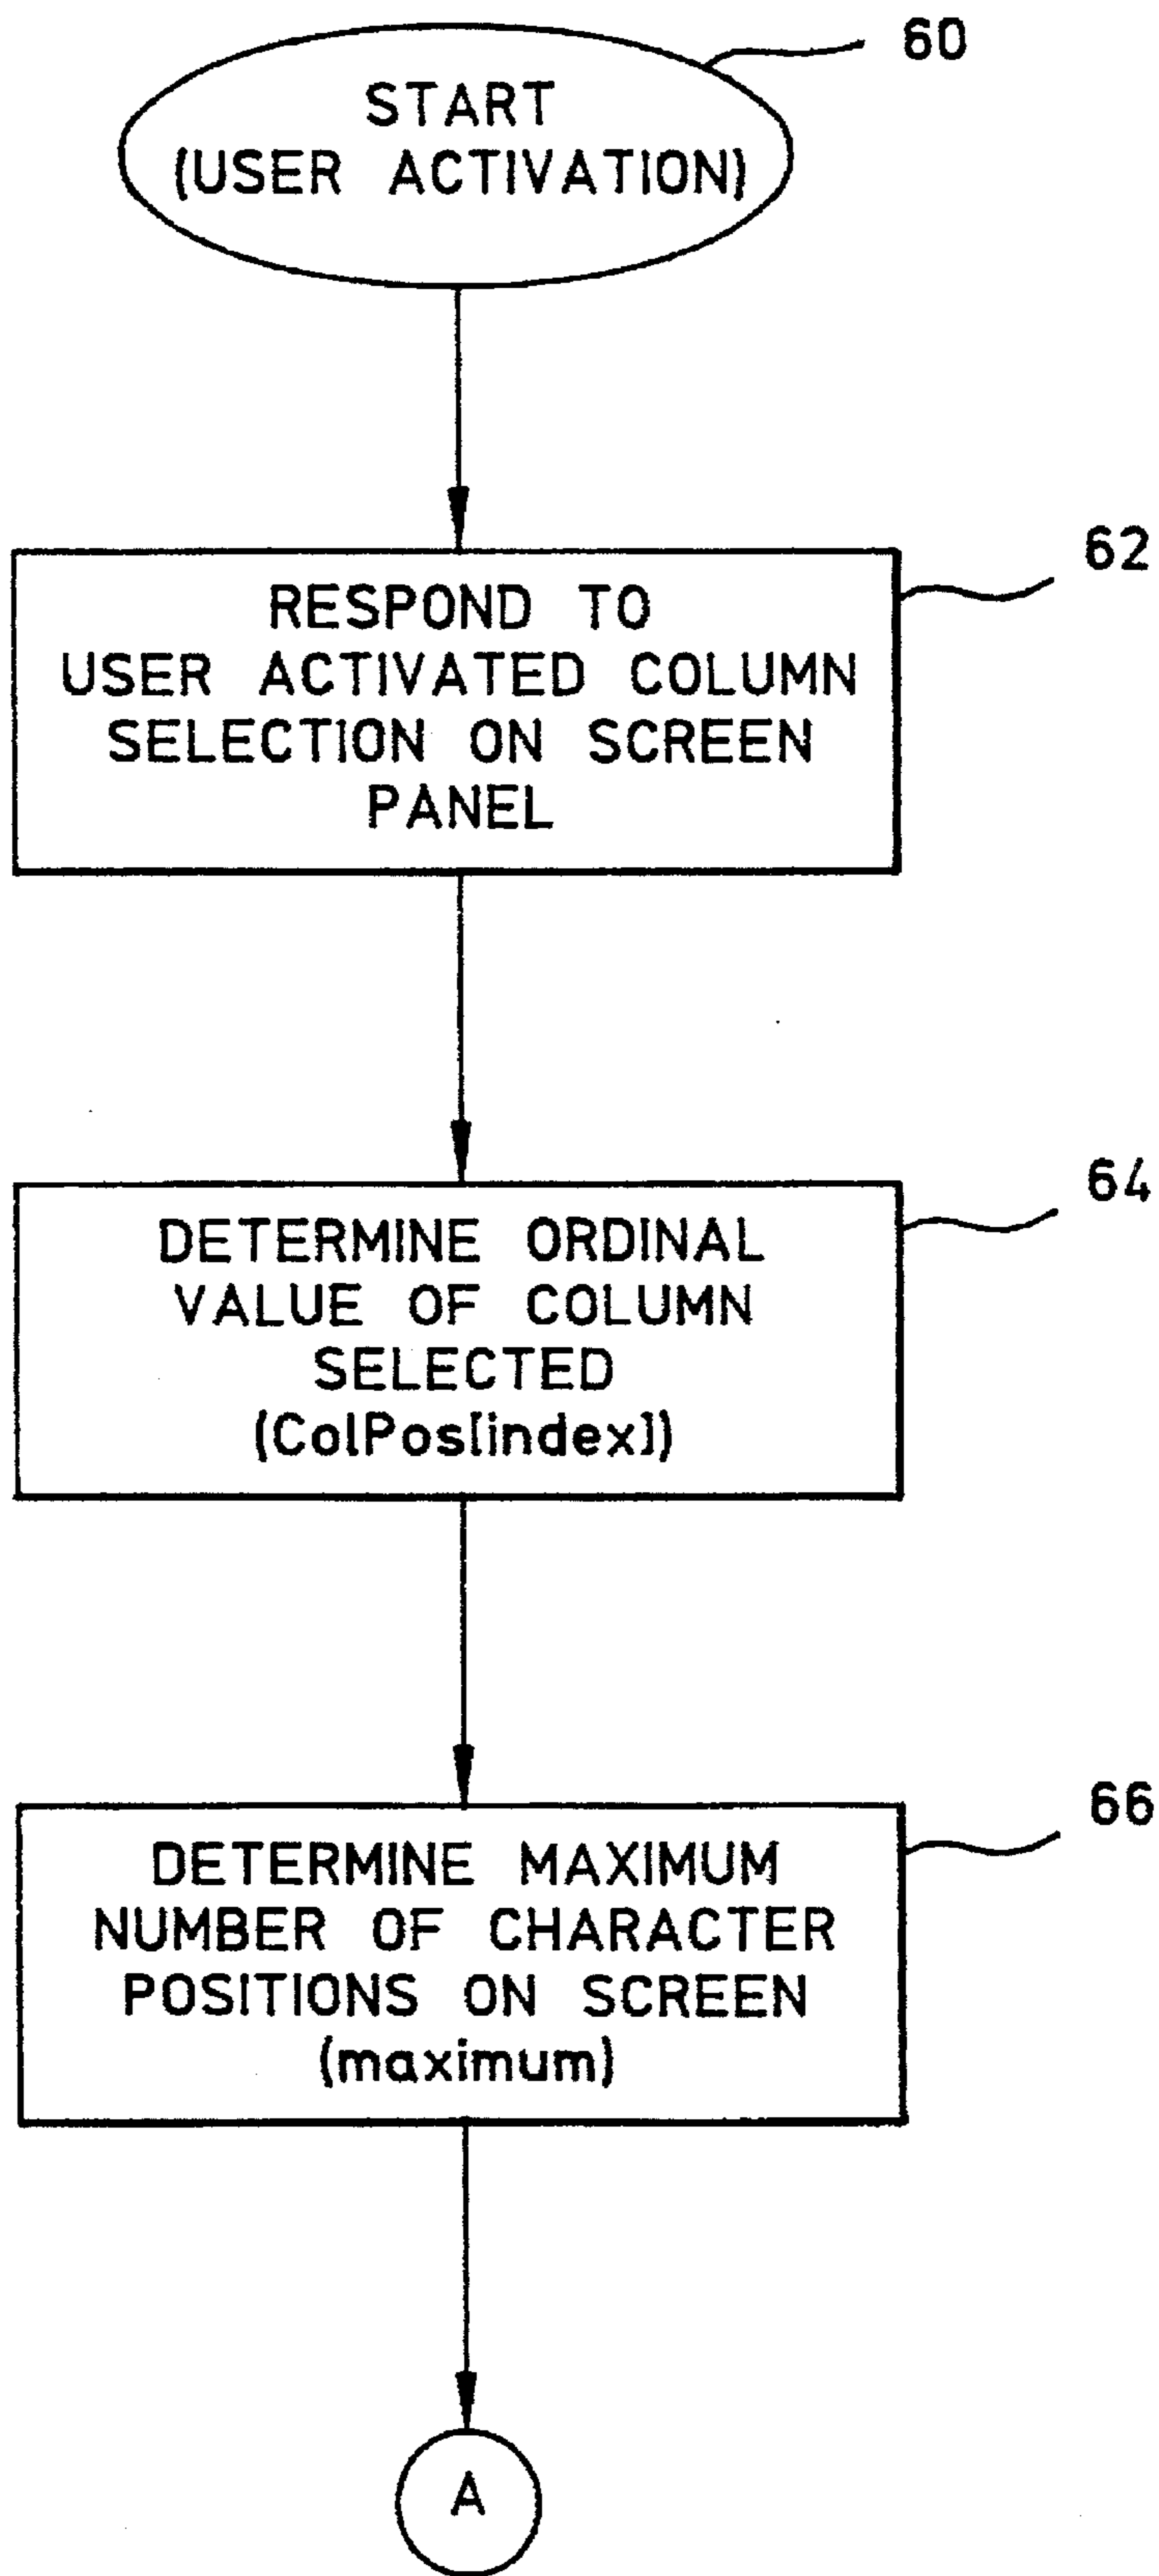 60
START
(USER ACTIVATION)
62
RESPOND TO
USER ACTIVATED COLUMN
SELECTION ON SCREEN
PANEL
64
DETERMINE ORDINAL
VALUE OF COLUMN
SELECTED
(ColPos[index])
66
DETERMINE MAXIMUM
NUMBER OF CHARACTER
POSITIONS ON SCREEN
(maximum)
A